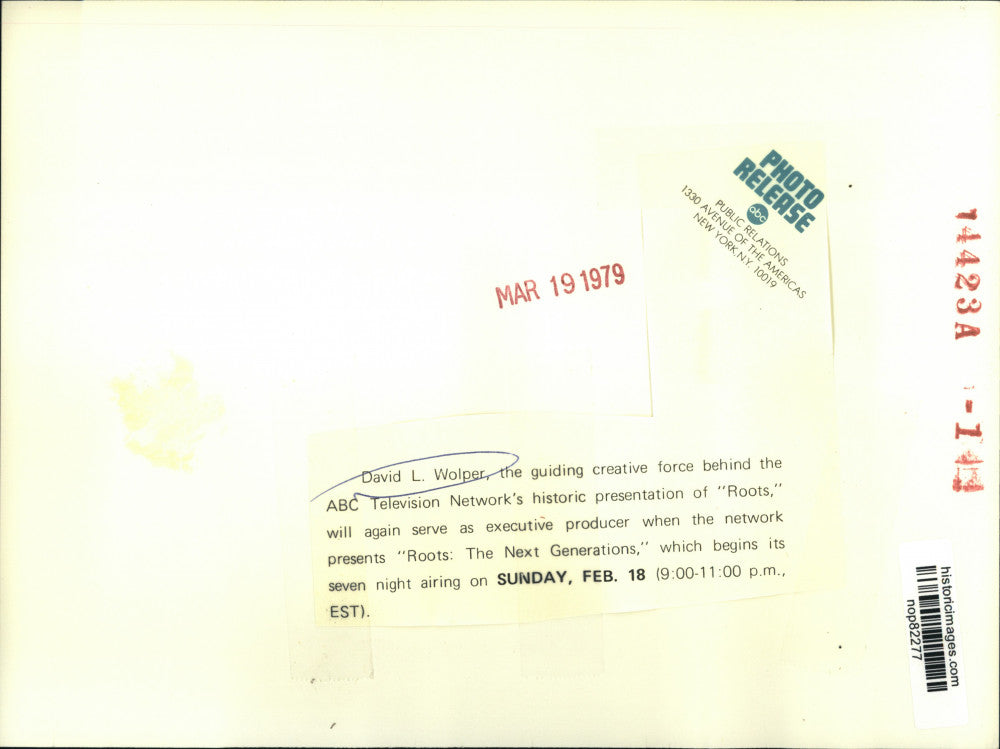 PHOTO
RELEASE
abc
PUBLIC RELATIONS
1330 AVENUE OF THE AMERICAS
NEW YORK, N.Y. 10019
MAR 19 1979
David L. Wolper, the guiding creative force behind the
ABC Television Network's historic presentation of "Roots,"
will again serve as executive producer when the network
presents "Roots: The Next Generations," which begins its
seven night airing on SUNDAY, FEB. 18 (9:00-11:00 p.m.,
EST).
historicimages.com
nop82277